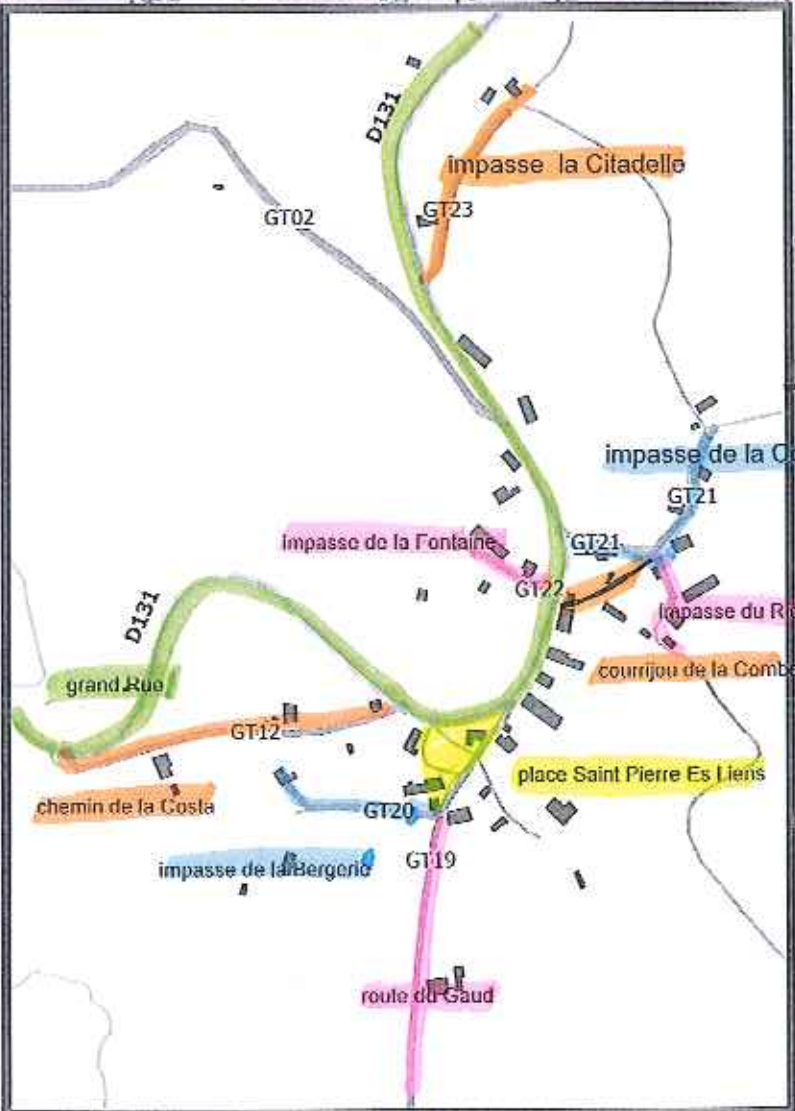 D131
impasse la Citadelle
GT23
GT02
impasse de la
GT21
Impasse de la Fontaine
GT21
GT22
D131
impasse du
grand Rue
courrijou de la Combe
GT12
place Saint Pierre Es Liens
chemin de la Costa
GT20
GT19
impasse de la Bergerie
route du Gaud